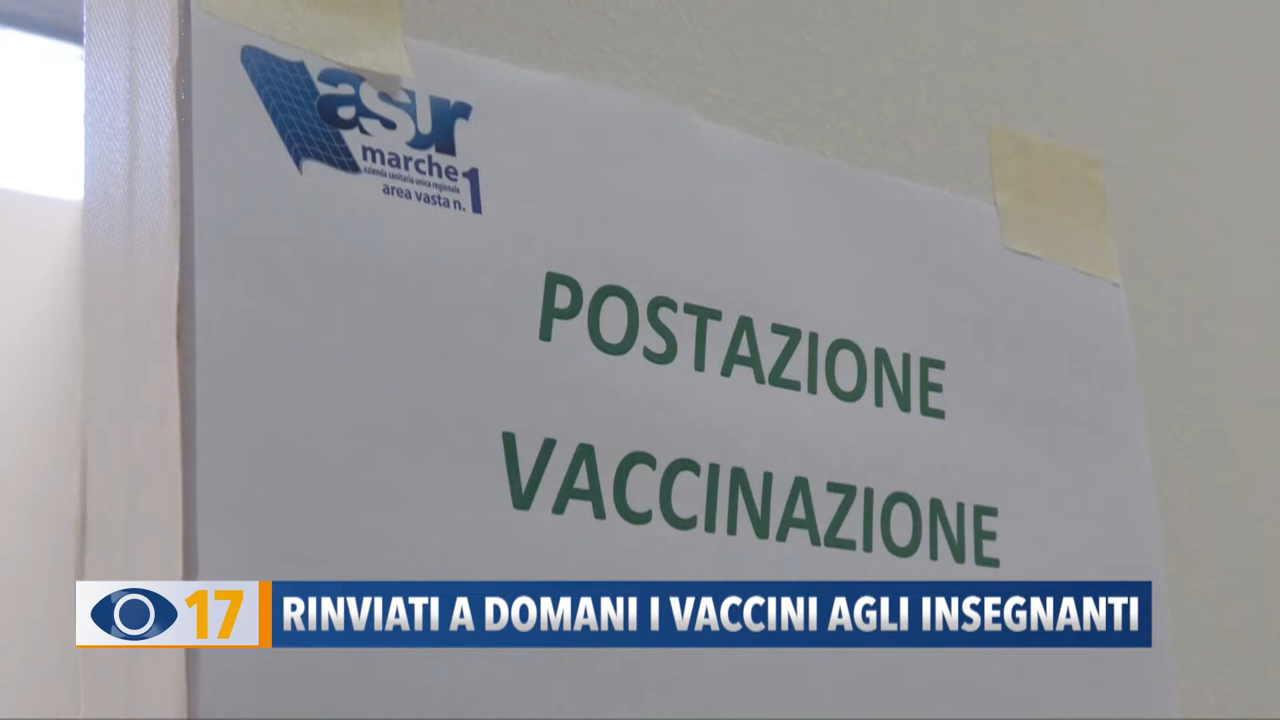 asur
marche
azienda sanitaria unica regionale
area vasta n.1
POSTAZIONE
VACCINAZIONE
17 RINVIATI A DOMANI I VACCINI AGLI INSEGNANTI